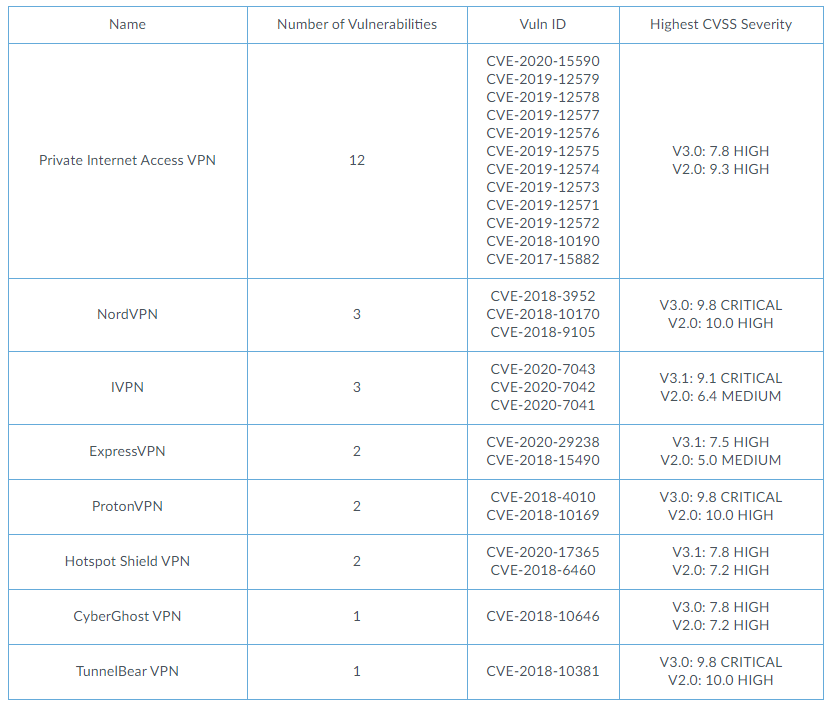 Name Number of Vulnerabilities Vuln ID Highest CVSS Severity
Private Internet Access VPN
12
CVE-2020-15590
CVE-2019-12579
CVE-2019-12578
CVE-2019-12577
CVE-2019-12576
CVE-2019-12575
CVE-2019-12574
CVE-2019-12573
CVE-2019-12571
CVE-2019-12572
CVE-2018-10190
CVE-2017-15882
V3.0: 7.8 HIGH
V2.0: 9.3 HIGH
NordVPN
3
CVE-2018-3952
CVE-2018-10170
CVE-2018-9105
V3.0: 9.8 CRITICAL
V2.0: 10.0 HIGH
IVPN
3
CVE-2020-7043
CVE-2020-7042
CVE-2020-7041
V3.1: 9.1 CRITICAL
V2.0: 6.4 MEDIUM
ExpressVPN
2
CVE-2020-29238
CVE-2018-15490
V3.1: 7.5 HIGH
V2.0: 5.0 MEDIUM
ProtonVPN
2
CVE-2018-4010
CVE-2018-10169
V3.0: 9.8 CRITICAL
V2.0: 10.0 HIGH
Hotspot Shield VPN
2
CVE-2020-17365
CVE-2018-6460
V3.1: 7.8 HIGH
V2.0: 7.2 HIGH
CyberGhost VPN
1
CVE-2018-10646
V3.0: 7.8 HIGH
V2.0: 7.2 HIGH
TunnelBear VPN
1
CVE-2018-10381
V3.0: 9.8 CRITICAL
V2.0: 10.0 HIGH